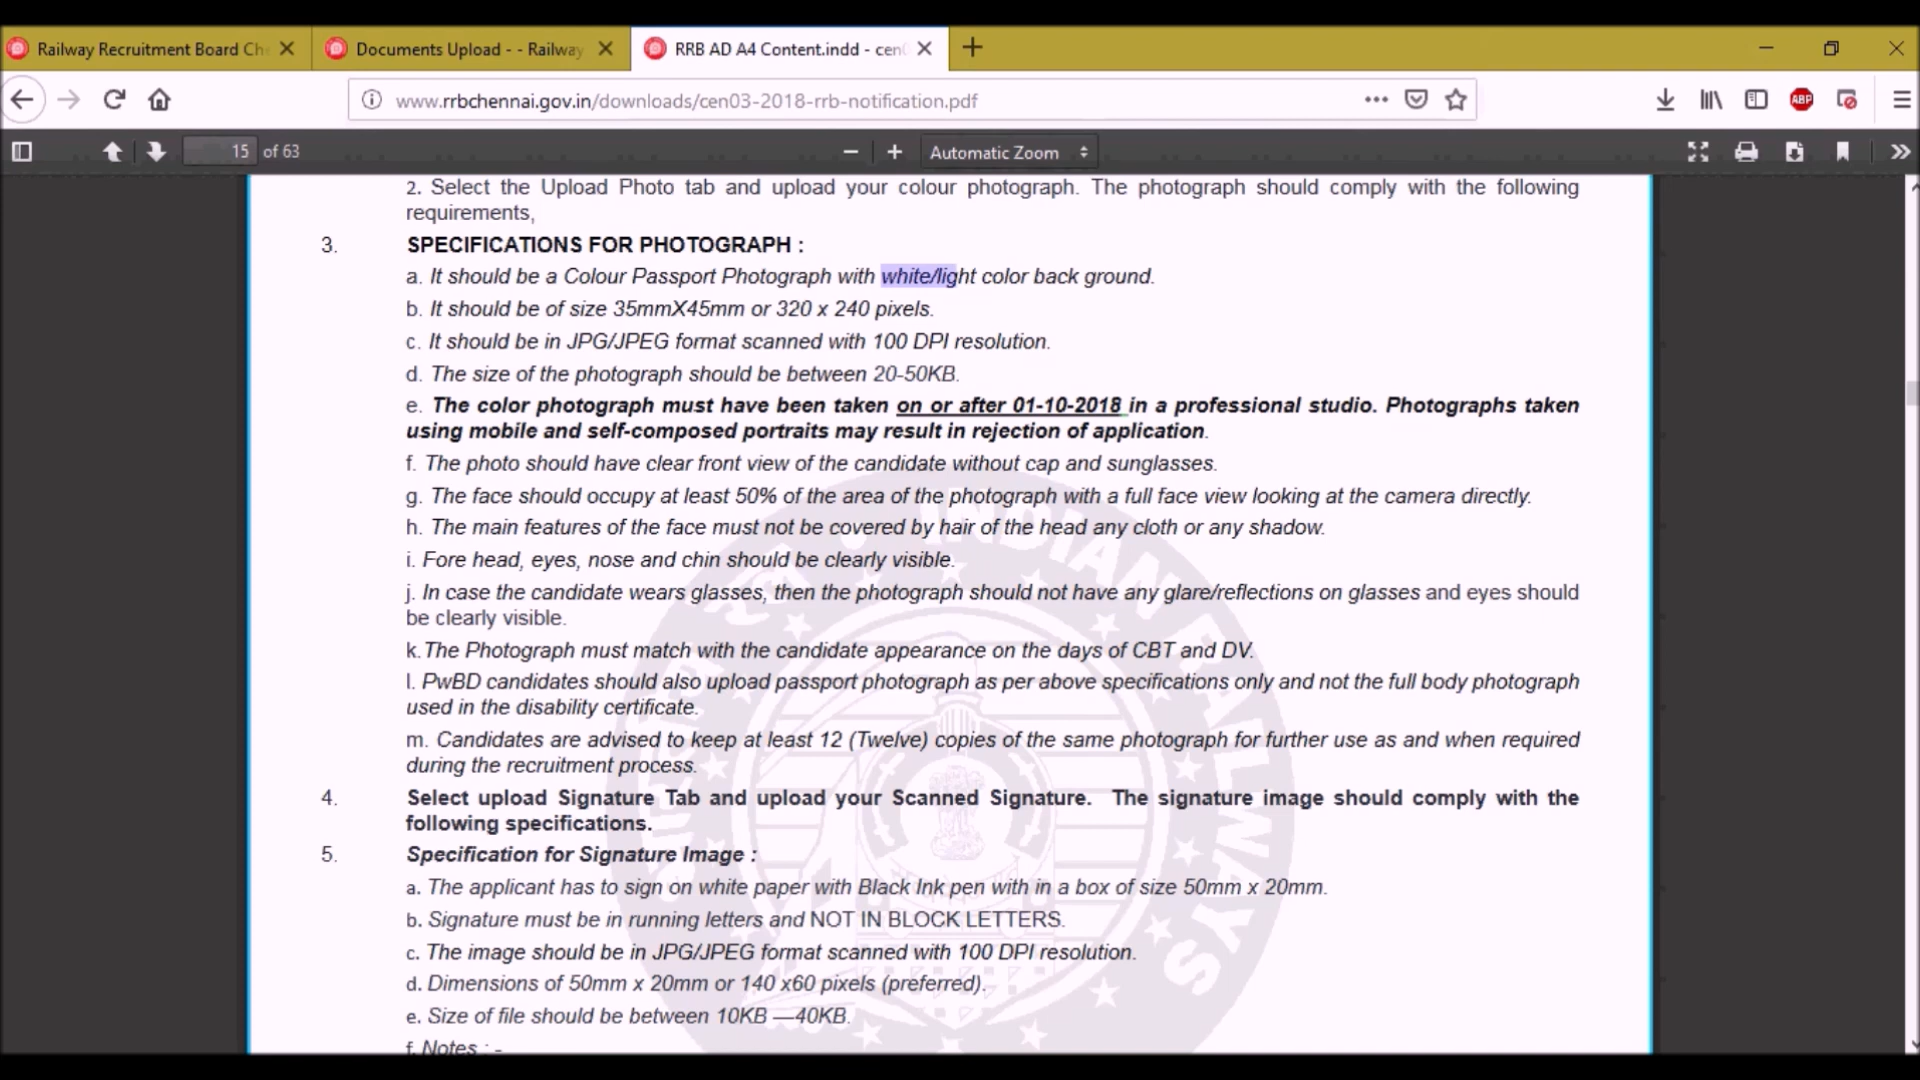 Railway Recruitment Board Che
Documents Upload - - Railway
RRB AD A4 Content.indd - cen0
www.rrbchennai.gov.in/downloads/cen03-2018-rrb-notification.pdf
ABP
15 of 63
Automatic Zoom
2. Select the Upload Photo tab and upload your colour photograph. The photograph should comply with the following
requirements,
3. SPECIFICATIONS FOR PHOTOGRAPH :
a. It should be a Colour Passport Photograph with white/light color back ground.
b. It should be of size 35mmX45mm or 320 x 240 pixels.
c. It should be in JPG/JPEG format scanned with 100 DPI resolution.
d. The size of the photograph should be between 20-50KB.
e. The color photograph must have been taken on or after 01-10-2018 in a professional studio. Photographs taken
using mobile and self-composed portraits may result in rejection of application.
f. The photo should have clear front view of the candidate without cap and sunglasses.
g. The face should occupy at least 50% of the area of the photograph with a full face view looking at the camera directly.
h. The main features of the face must not be covered by hair of the head any cloth or any shadow.
i. Fore head, eyes, nose and chin should be clearly visible.
j. In case the candidate wears glasses, then the photograph should not have any glare/reflections on glasses and eyes should
be clearly visible.
k.The Photograph must match with the candidate appearance on the days of CBT and DV.
l. PwBD candidates should also upload passport photograph as per above specifications only and not the full body photograph
used in the disability certificate.
m. Candidates are advised to keep at least 12 (Twelve) copies of the same photograph for further use as and when required
during the recruitment process.
4. Select upload Signature Tab and upload your Scanned Signature. The signature image should comply with the
following specifications.
5. Specification for Signature Image :
a. The applicant has to sign on white paper with Black Ink pen with in a box of size 50mm x 20mm.
b. Signature must be in running letters and NOT IN BLOCK LETTERS.
c. The image should be in JPG/JPEG format scanned with 100 DPI resolution.
d. Dimensions of 50mm x 20mm or 140 x60 pixels (preferred).
e. Size of file should be between 10KB —40KB.
f. Notes : -
INDIAN RAILWAYS